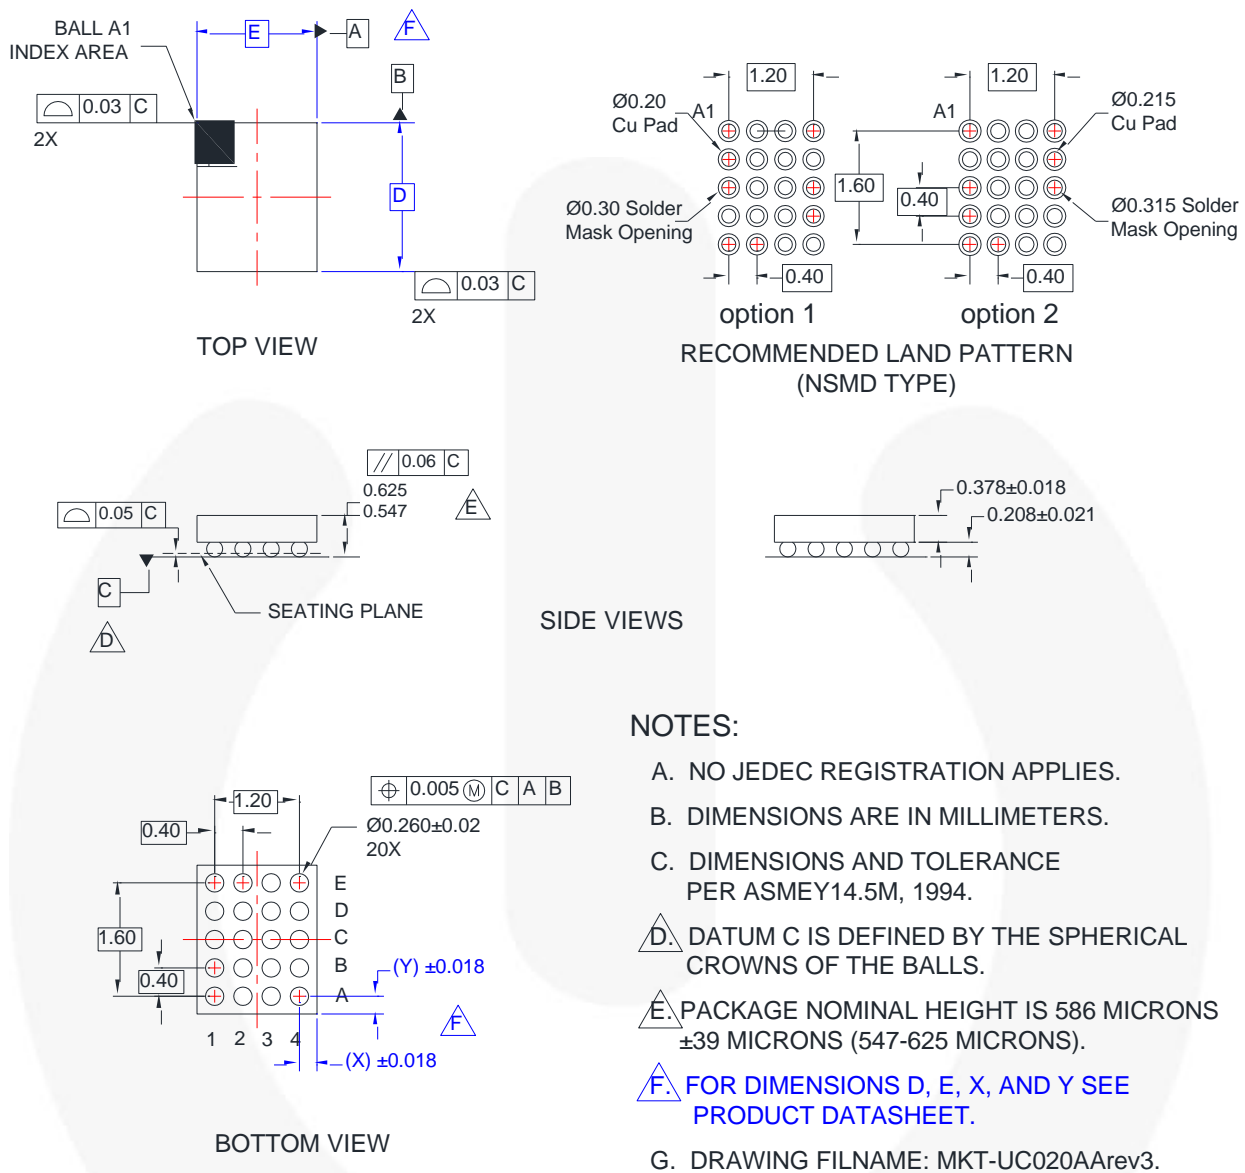 BALL A1
INDEX AREA
E
A
F
B
0.03 C
2X
D
0.03 C
2X
TOP VIEW
1.20
1.20
Ø0.20
Cu Pad
A1
A1
Ø0.215
Cu Pad
1.60
0.40
Ø0.30 Solder
Mask Opening
Ø0.315 Solder
Mask Opening
0.40
0.40
option 1
option 2
RECOMMENDED LAND PATTERN
(NSMD TYPE)
// 0.06 C
0.625
0.547
E
0.05 C
C
D
SEATING PLANE
0.378±0.018
0.208±0.021
SIDE VIEWS
⌖ 0.005 Ⓜ C A B
1.20
0.40
Ø0.260±0.02
20X
E
D
C
B
A
1.60
0.40
(Y) ±0.018
F
1 2 3 4
(X) ±0.018
BOTTOM VIEW
NOTES:
A. NO JEDEC REGISTRATION APPLIES.
B. DIMENSIONS ARE IN MILLIMETERS.
C. DIMENSIONS AND TOLERANCE
PER ASMEY14.5M, 1994.
D. DATUM C IS DEFINED BY THE SPHERICAL
CROWNS OF THE BALLS.
E. PACKAGE NOMINAL HEIGHT IS 586 MICRONS
±39 MICRONS (547-625 MICRONS).
F. FOR DIMENSIONS D, E, X, AND Y SEE
PRODUCT DATASHEET.
G. DRAWING FILNAME: MKT-UC020AArev3.